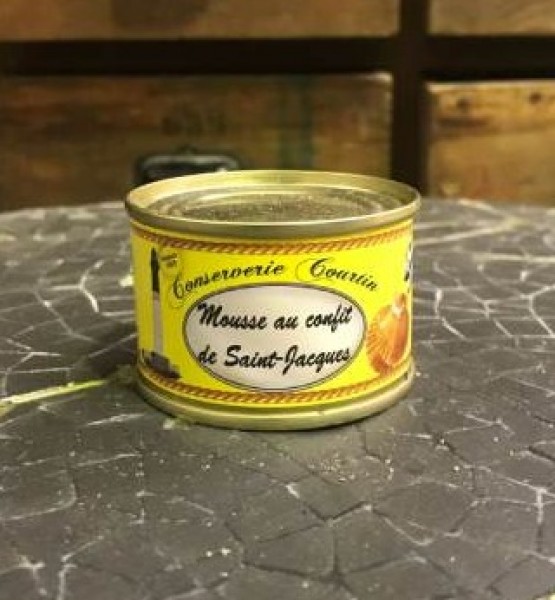 Conserverie Courtin
Mousse au confit
de Saint-Jacques